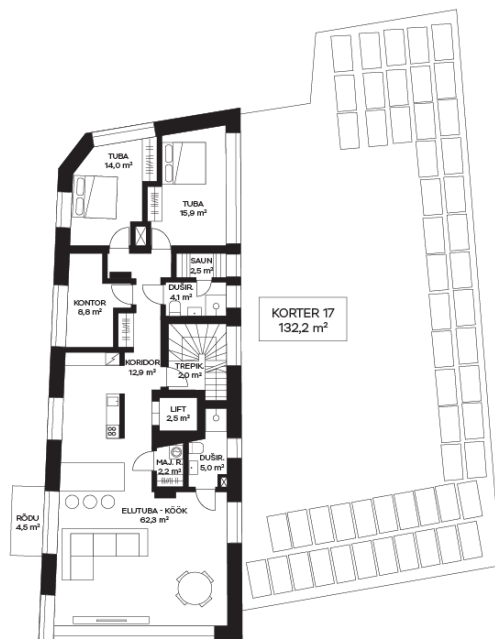 TUBA
14,0 m²
TUBA
15,9 m²
SAUN
2,5 m²
DUŠIR.
4,1 m²
KONTOR
8,8 m²
KORTER 17
132,2 m²
KORIDOR
12,9 m²
TREPIK.
2,0 m²
LIFT
2,5 m²
MAJ. R.
2,2 m²
DUŠIR.
5,0 m²
RÕDU
4,5 m²
ELUTUBA - KÖÖK
62,3 m²